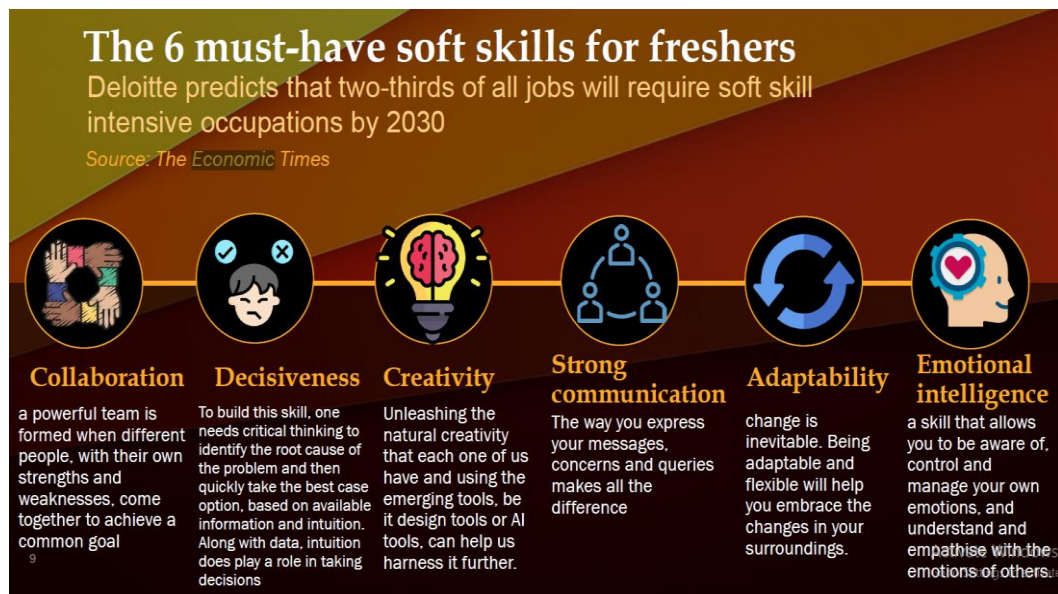 The 6 must-have soft skills for freshers
Deloitte predicts that two-thirds of all jobs will require soft skill
intensive occupations by 2030
Source: The Economic Times
Collaboration
a powerful team is
formed when different
people, with their own
strengths and
weaknesses, come
together to achieve a
common goal
Decisiveness
To build this skill, one
needs critical thinking to
identify the root cause of
the problem and then
quickly take the best case
option, based on available
information and intuition.
Along with data, intuition
does play a role in taking
decisions
Creativity
Unleashing the
natural creativity
that each one of us
have and using the
emerging tools, be
it design tools or AI
tools, can help us
harness it further.
Strong
communication
The way you express
your messages,
concerns and queries
makes all the
difference
Adaptability
change is
inevitable. Being
adaptable and
flexible will help
you embrace the
changes in your
surroundings.
Emotional
intelligence
a skill that allows
you to be aware of,
control and
manage your own
emotions, and
understand and
empathise with the
emotions of others.
9